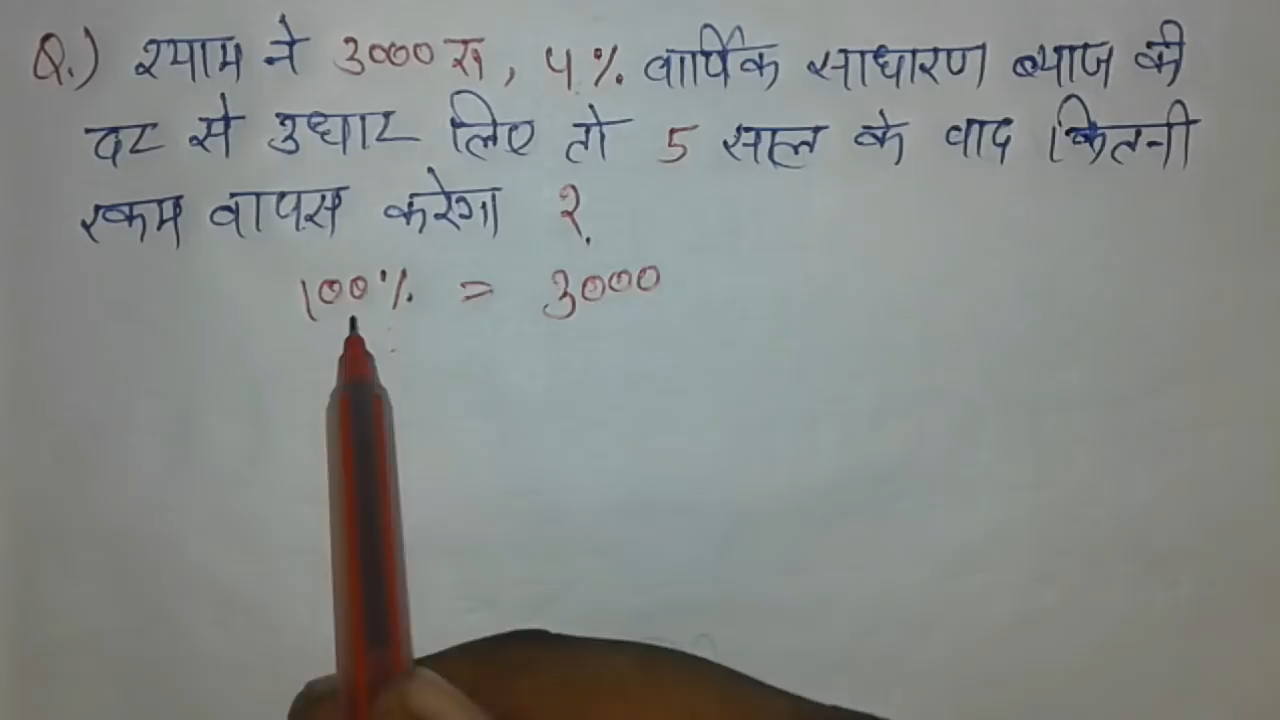 Q.) श्याम ने 3000 रु, 4% वार्षिक साधारण ब्याज की
दर से उधार लिए तो 5 साल के बाद कितनी
रकम वापस करेगा ?
100% = 3000